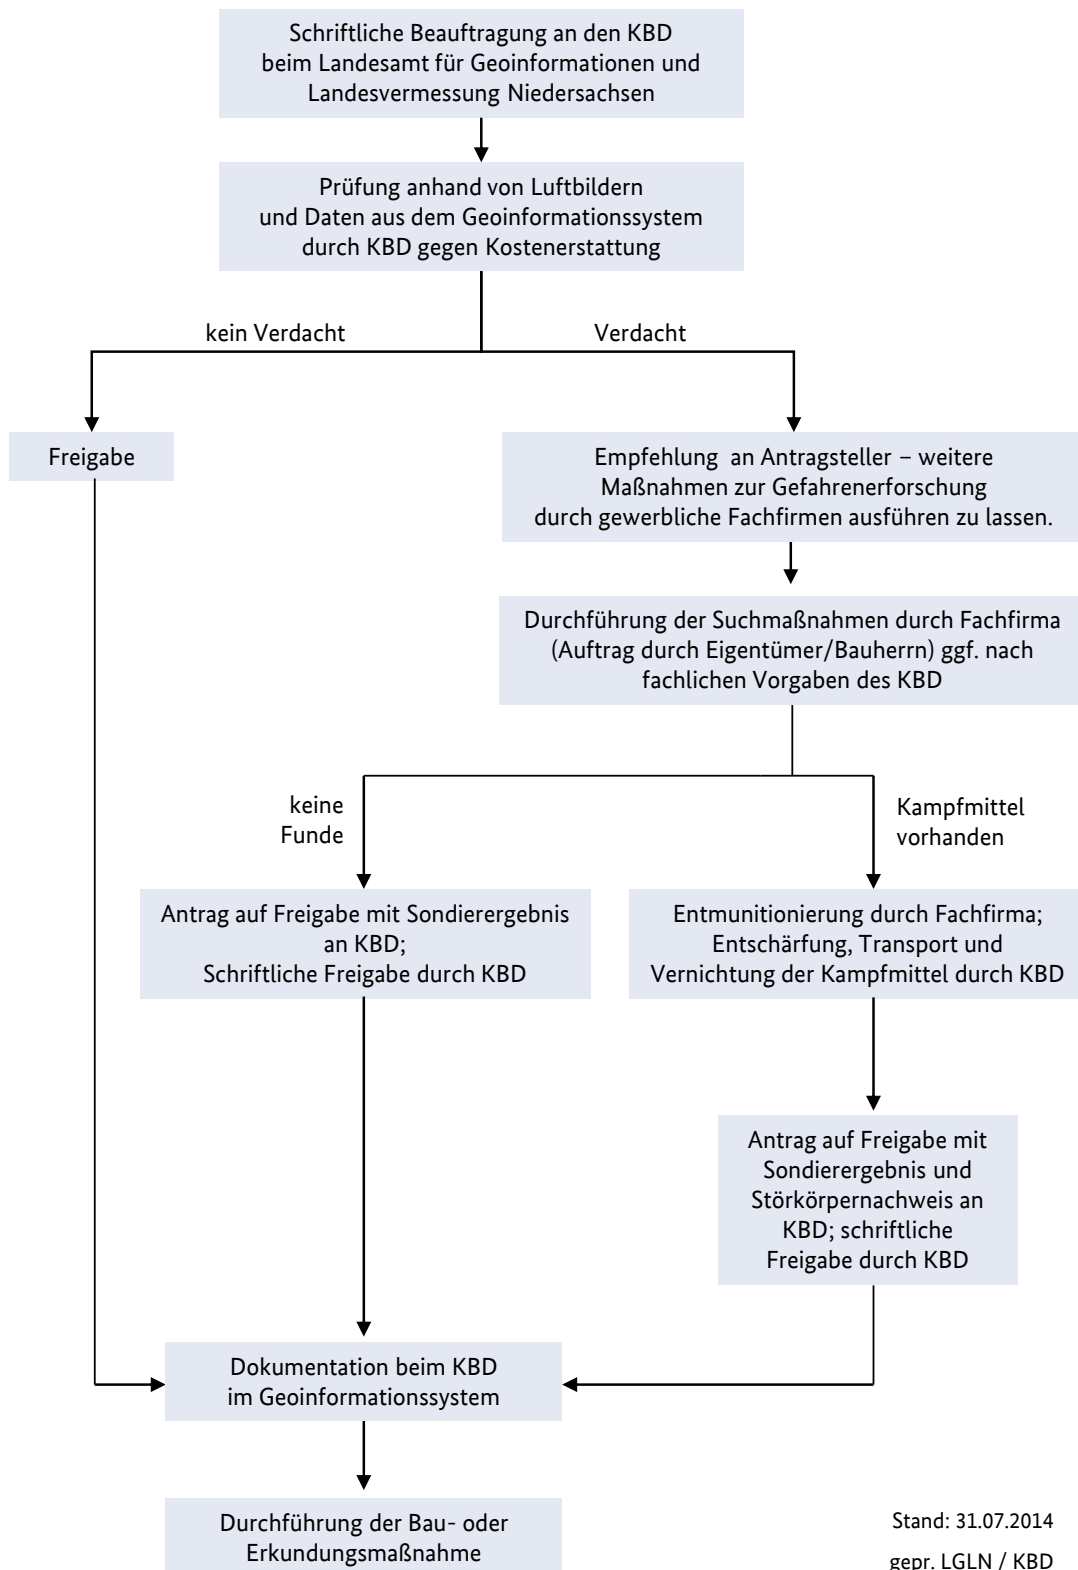 Schriftliche Beauftragung an den KBD
beim Landesamt für Geoinformationen und
Landesvermessung Niedersachsen
Prüfung anhand von Luftbildern
und Daten aus dem Geoinformationssystem
durch KBD gegen Kostenerstattung
kein Verdacht
Verdacht
Freigabe
Empfehlung an Antragsteller – weitere
Maßnahmen zur Gefahrenerforschung
durch gewerbliche Fachfirmen ausführen zu lassen.
Durchführung der Suchmaßnahmen durch Fachfirma
(Auftrag durch Eigentümer/Bauherrn) ggf. nach
fachlichen Vorgaben des KBD
keine
Funde
Kampfmittel
vorhanden
Antrag auf Freigabe mit Sondierergebnis
an KBD;
Schriftliche Freigabe durch KBD
Entmunitionierung durch Fachfirma;
Entschärfung, Transport und
Vernichtung der Kampfmittel durch KBD
Antrag auf Freigabe mit
Sondierergebnis und
Störkörpernachweis an
KBD; schriftliche
Freigabe durch KBD
Dokumentation beim KBD
im Geoinformationssystem
Durchführung der Bau- oder
Erkundungsmaßnahme
Stand: 31.07.2014
gepr. LGLN / KBD